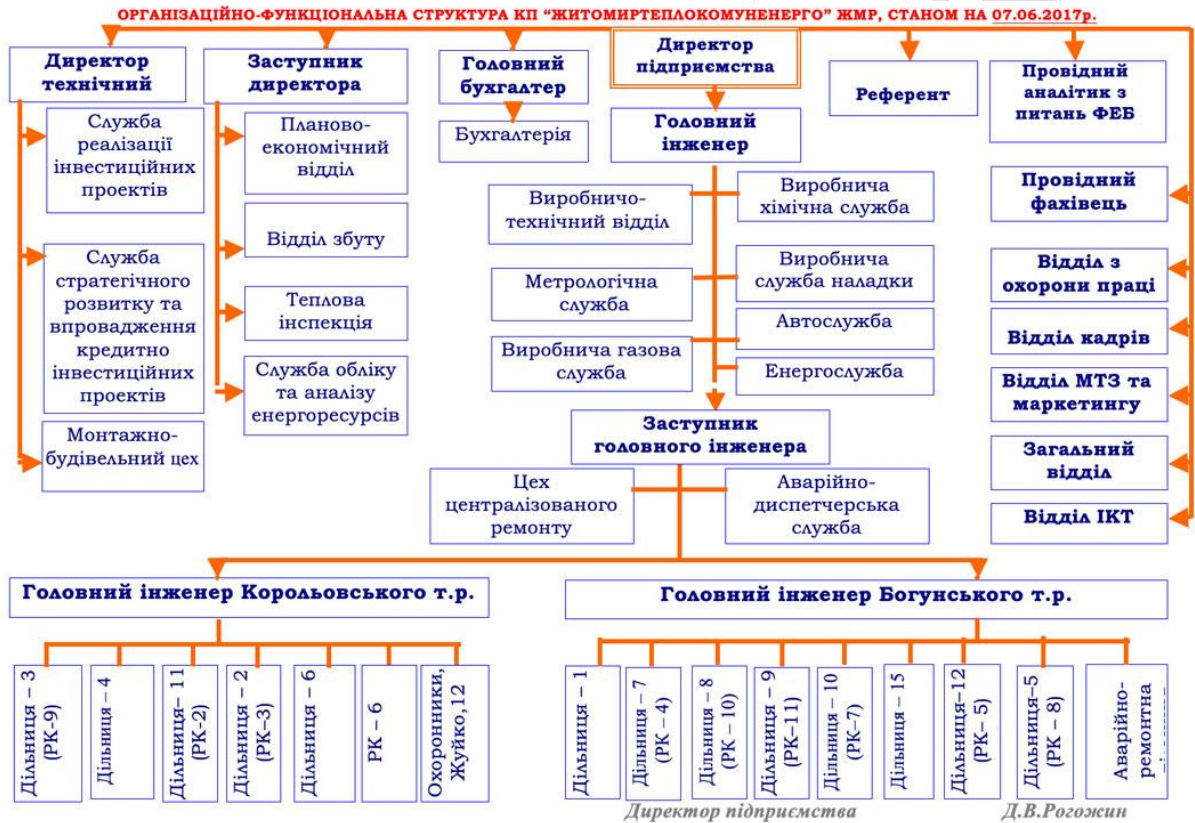 ОРГАНІЗАЦІЙНО-ФУНКЦІОНАЛЬНА СТРУКТУРА КП “ЖИТОМИРТЕПЛОКОМУНЕНЕРГО” ЖМР, СТАНОМ НА 07.06.2017р.
Директор
технічний
Служба
реалізації
інвестиційних
проектів
Служба
стратегічного
розвитку та
впровадження
кредитно
інвестиційних
проектів
Монтажно-
будівельний цех
Заступник
директора
Планово-
економічний
відділ
Відділ збуту
Теплова
інспекція
Служба обліку
та аналізу
енергоресурсів
Головний
бухгалтер
Бухгалтерія
Директор
підприємства
Головний
інженер
Виробничо-
технічний відділ
Виробнича
хімічна служба
Метрологічна
служба
Виробнича
служба наладки
Виробнича газова
служба
Автослужба
Енергослужба
Заступник
головного інженера
Цех
централізованого
ремонту
Аварійно-
диспетчерська
служба
Референт
Провідний
аналітик з
питань ФЕБ
Провідний
фахівець
Відділ з
охорони праці
Відділ кадрів
Відділ МТЗ та
маркетингу
Загальний
відділ
Відділ ІКТ
Головний інженер Корольовського т.р.
Дільниця – 3
(РК-9)
Дільниця – 4
Дільниця– 11
(РК-2)
Дільниця – 2
(РК–3)
Дільниця – 6
РК – 6
Охоронники,
Жуйко,12
Головний інженер Богунського т.р.
Дільниця – 1
Дільниця – 7
(РК – 4)
Дільниця – 8
(РК – 10)
Дільниця – 9
(РК–11)
Дільниця – 10
(РК–7)
Дільниця – 15
Дільниця–12
(РК– 5)
Дільниця–5
(РК – 8)
Аварійно-
ремонтна
Директор підприємства Д.В.Рогожин